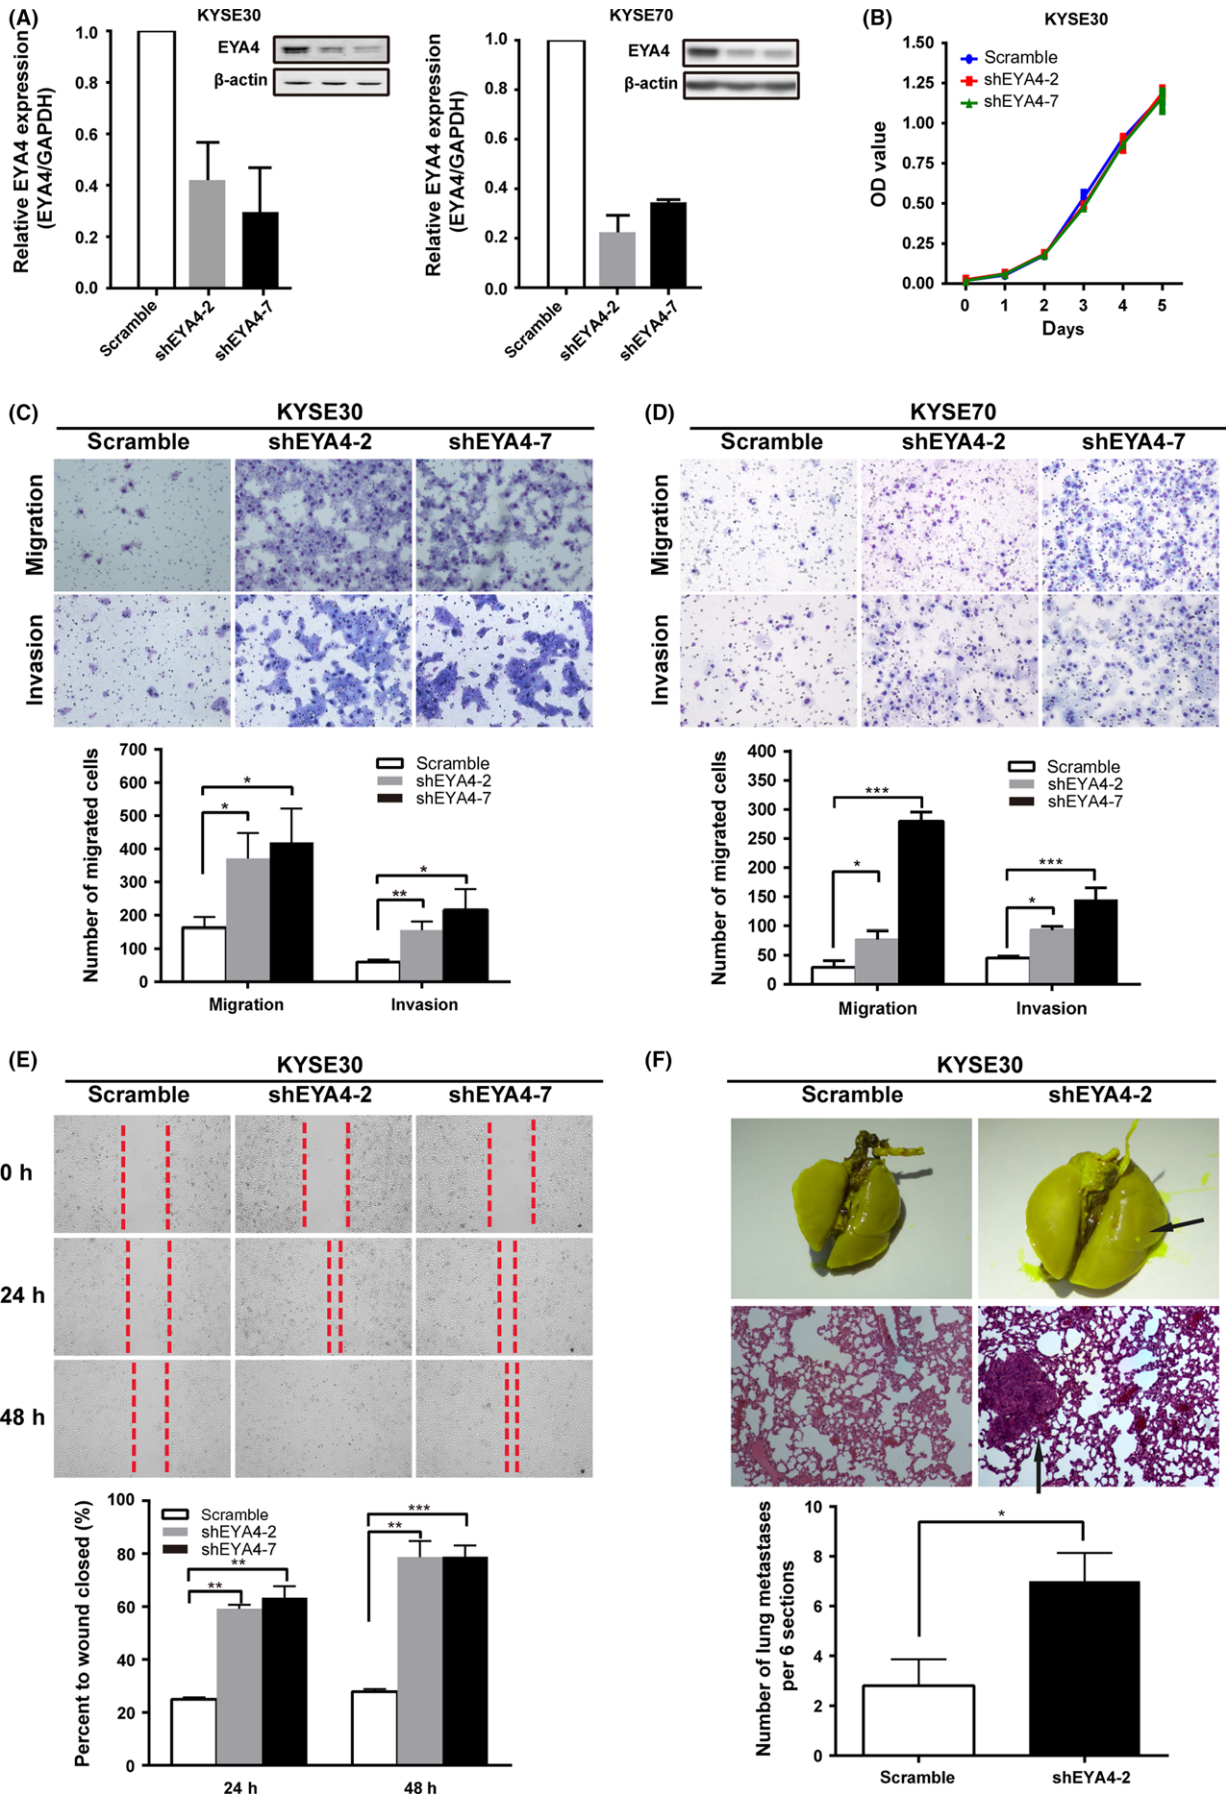 (A)
KYSE30
Relative EYA4 expression
(EYA4/GAPDH)
1.0
0.8
0.6
0.4
0.2
0.0
EYA4
β-actin
Scramble
shEYA4-2
shEYA4-7
KYSE70
Relative EYA4 expression
(EYA4/GAPDH)
1.0
0.8
0.6
0.4
0.2
0.0
EYA4
β-actin
Scramble
shEYA4-2
shEYA4-7
(B)
KYSE30
OD value
1.50
1.25
1.00
0.75
0.50
0.25
0.00
Scramble
shEYA4-2
shEYA4-7
0 1 2 3 4 5
Days
(C)
KYSE30
Scramble shEYA4-2 shEYA4-7
Migration
Invasion
Number of migrated cells
700
600
500
400
300
200
100
0
Scramble
shEYA4-2
shEYA4-7
*
*
*
**
Migration Invasion
(D)
KYSE70
Scramble shEYA4-2 shEYA4-7
Migration
Invasion
Number of migrated cells
400
350
300
250
200
150
100
50
0
Scramble
shEYA4-2
shEYA4-7
***
*
***
*
Migration Invasion
(E)
KYSE30
Scramble shEYA4-2 shEYA4-7
0 h
24 h
48 h
Percent to wound closed (%)
100
80
60
40
20
0
Scramble
shEYA4-2
shEYA4-7
**
**
***
**
24 h 48 h
(F)
KYSE30
Scramble shEYA4-2
Number of lung metastases
per 6 sections
10
8
6
4
2
0
*
Scramble shEYA4-2